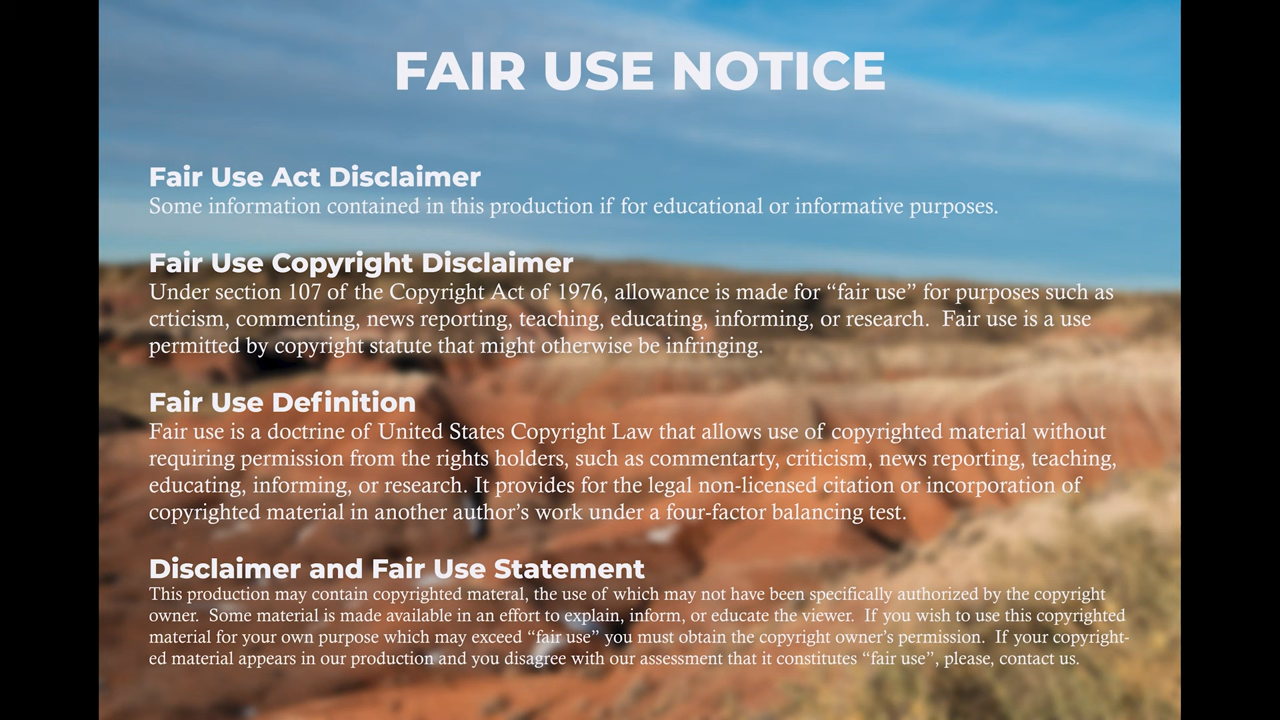 FAIR USE NOTICE
Fair Use Act Disclaimer
Some information contained in this production if for educational or informative purposes.
Fair Use Copyright Disclaimer
Under section 107 of the Copyright Act of 1976, allowance is made for “fair use” for purposes such as
crticism, commenting, news reporting, teaching, educating, informing, or research.  Fair use is a use
permitted by copyright statute that might otherwise be infringing.
Fair Use Definition
Fair use is a doctrine of United States Copyright Law that allows use of copyrighted material without
requiring permission from the rights holders, such as commentarty, criticism, news reporting, teaching,
educating, informing, or research. It provides for the legal non-licensed citation or incorporation of
copyrighted material in another author’s work under a four-factor balancing test.
Disclaimer and Fair Use Statement
This production may contain copyrighted materal, the use of which may not have been specifically authorized by the copyright
owner.  Some material is made available in an effort to explain, inform, or educate the viewer.  If you wish to use this copyrighted
material for your own purpose which may exceed “fair use” you must obtain the copyright owner’s permission.  If your copyright-
ed material appears in our production and you disagree with our assessment that it constitutes “fair use”, please, contact us.